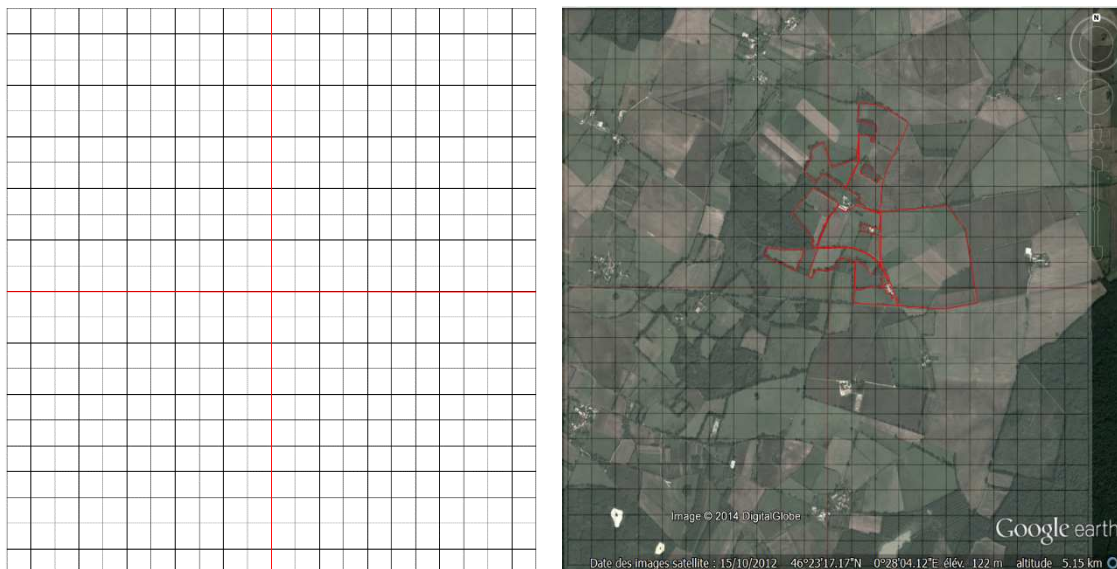 N
Image © 2014 DigitalGlobe
Google earth
Date des images satellite : 15/10/2012 46°23'17.17"N 0°28'04.12"E élév. 122 m altitude 5.15 km